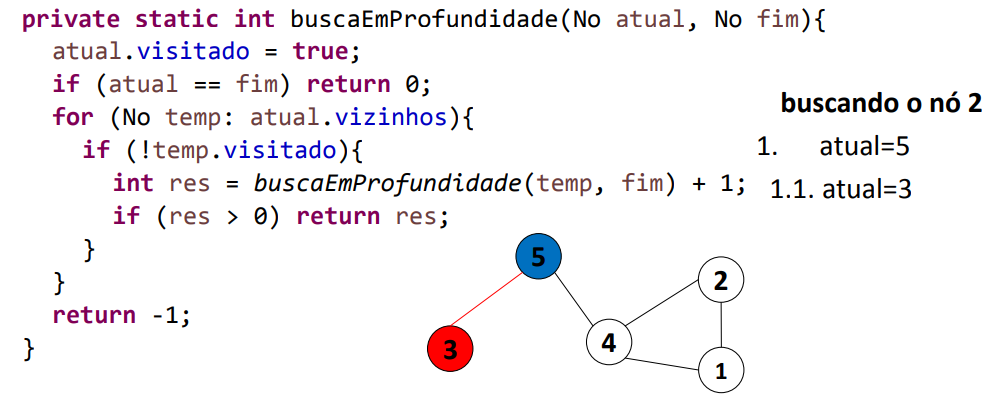 private static int buscaEmProfundidade(No atual, No fim){
atual.visitado = true;
if (atual == fim) return 0;
for (No temp: atual.vizinhos){
if (!temp.visitado){
int res = buscaEmProfundidade(temp, fim) + 1;
if (res > 0) return res;
}
}
return -1;
}
buscando o nó 2
1. atual=5
1.1. atual=3
5
2
3
4
1